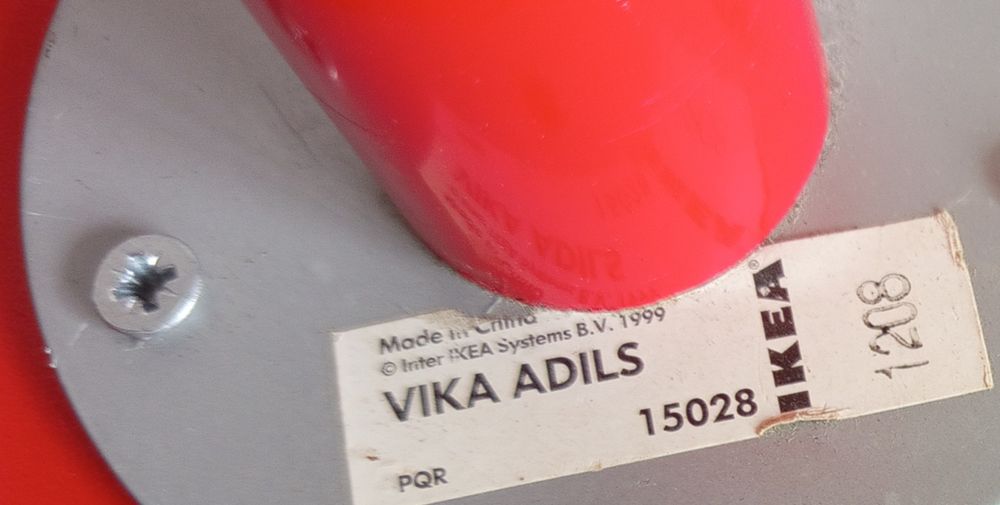 Made in China
© Inter IKEA Systems B.V. 1999
VIKA ADILS
15028
PQR
IKEA®
1208